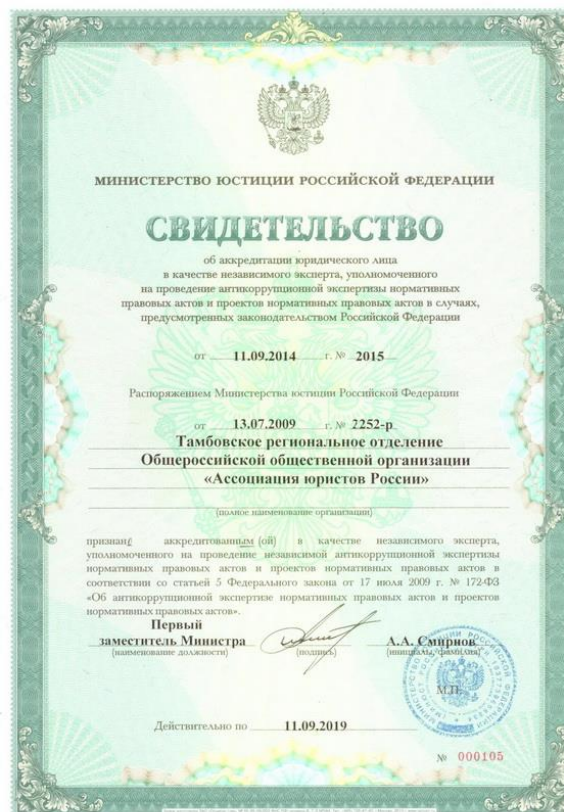 МИНИСТЕРСТВО ЮСТИЦИИ РОССИЙСКОЙ ФЕДЕРАЦИИ
СВИДЕТЕЛЬСТВО
об аккредитации юридического лица
в качестве независимого эксперта, уполномоченного
на проведение антикоррупционной экспертизы нормативных
правовых актов и проектов нормативных правовых актов в случаях,
предусмотренных законодательством Российской Федерации
от 11.09.2014 г. № 2015
Распоряжением Министерства юстиции Российской Федерации
от 13.07.2009 г. № 2252-р
Тамбовское региональное отделение
Общероссийской общественной организации
«Ассоциация юристов России»
(полное наименование организации)
признано аккредитованным (ой) в качестве независимого эксперта,
уполномоченного на проведение независимой антикоррупционной экспертизы
нормативных правовых актов и проектов нормативных правовых актов в
соответствии со статьей 5 Федерального закона от 17 июля 2009 г. № 172-ФЗ
«Об антикоррупционной экспертизе нормативных правовых актов и проектов
нормативных правовых актов».
Первый
заместитель Министра А.А. Смирнов
(наименование должности) (подпись) (инициалы, фамилия)
М.П.
Действительно по 11.09.2019
№ 000105